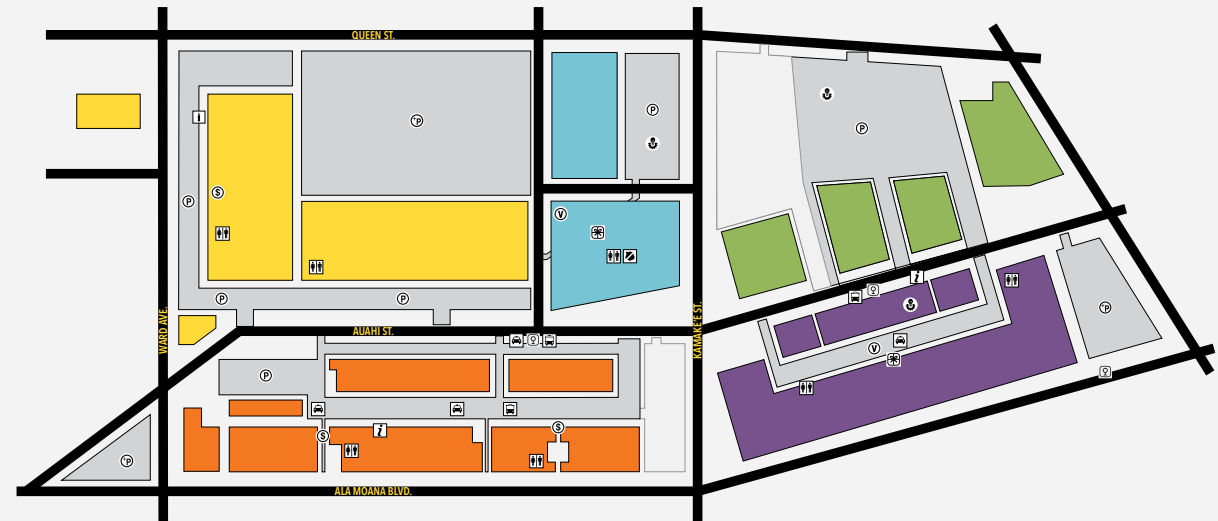 QUEEN ST.
P
P
P
V
$
P
P
P
WARD AVE.
KAMAKE'E ST.
AUAHI ST.
P
P
V
P
$
$
i
i
i
P
ALA MOANA BLVD.